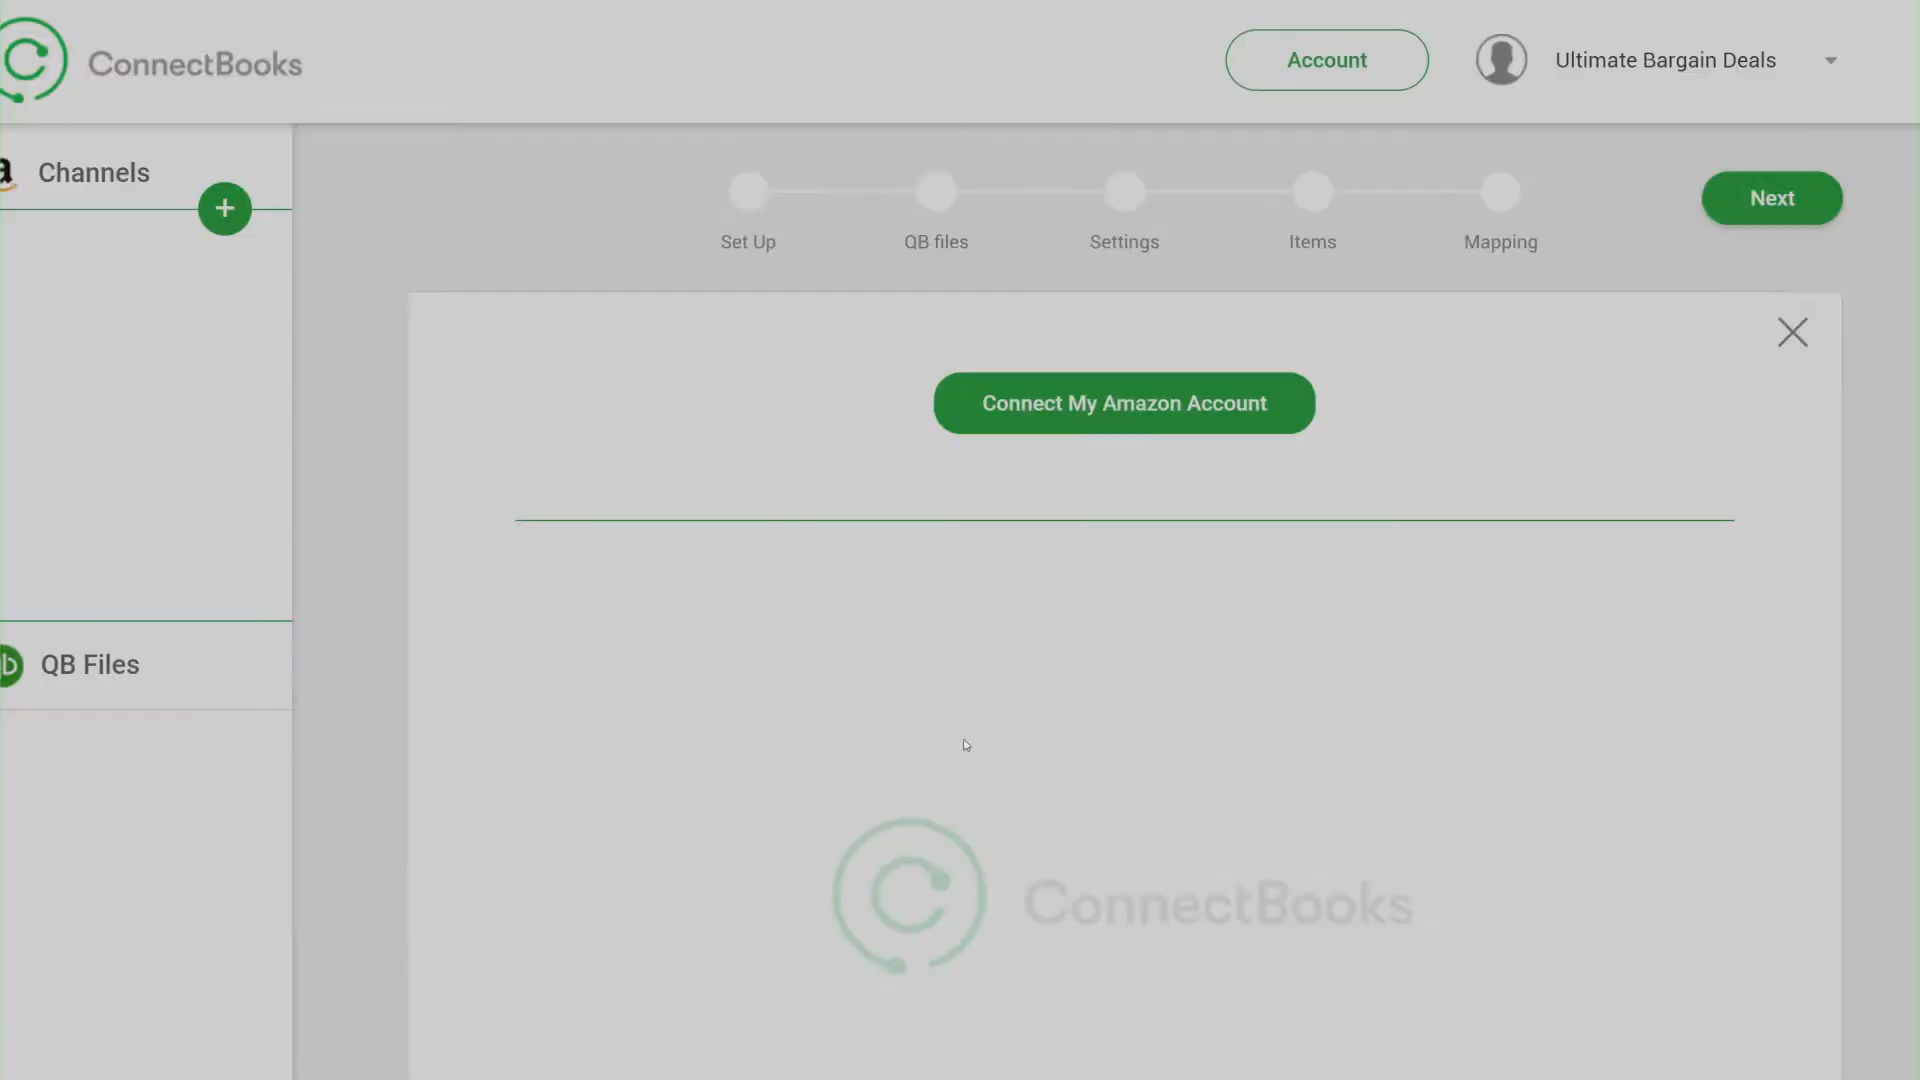 ConnectBooks
Account
Ultimate Bargain Deals
Channels
+
Next
Set Up
QB files
Settings
Items
Mapping
Connect My Amazon Account
QB Files
ConnectBooks